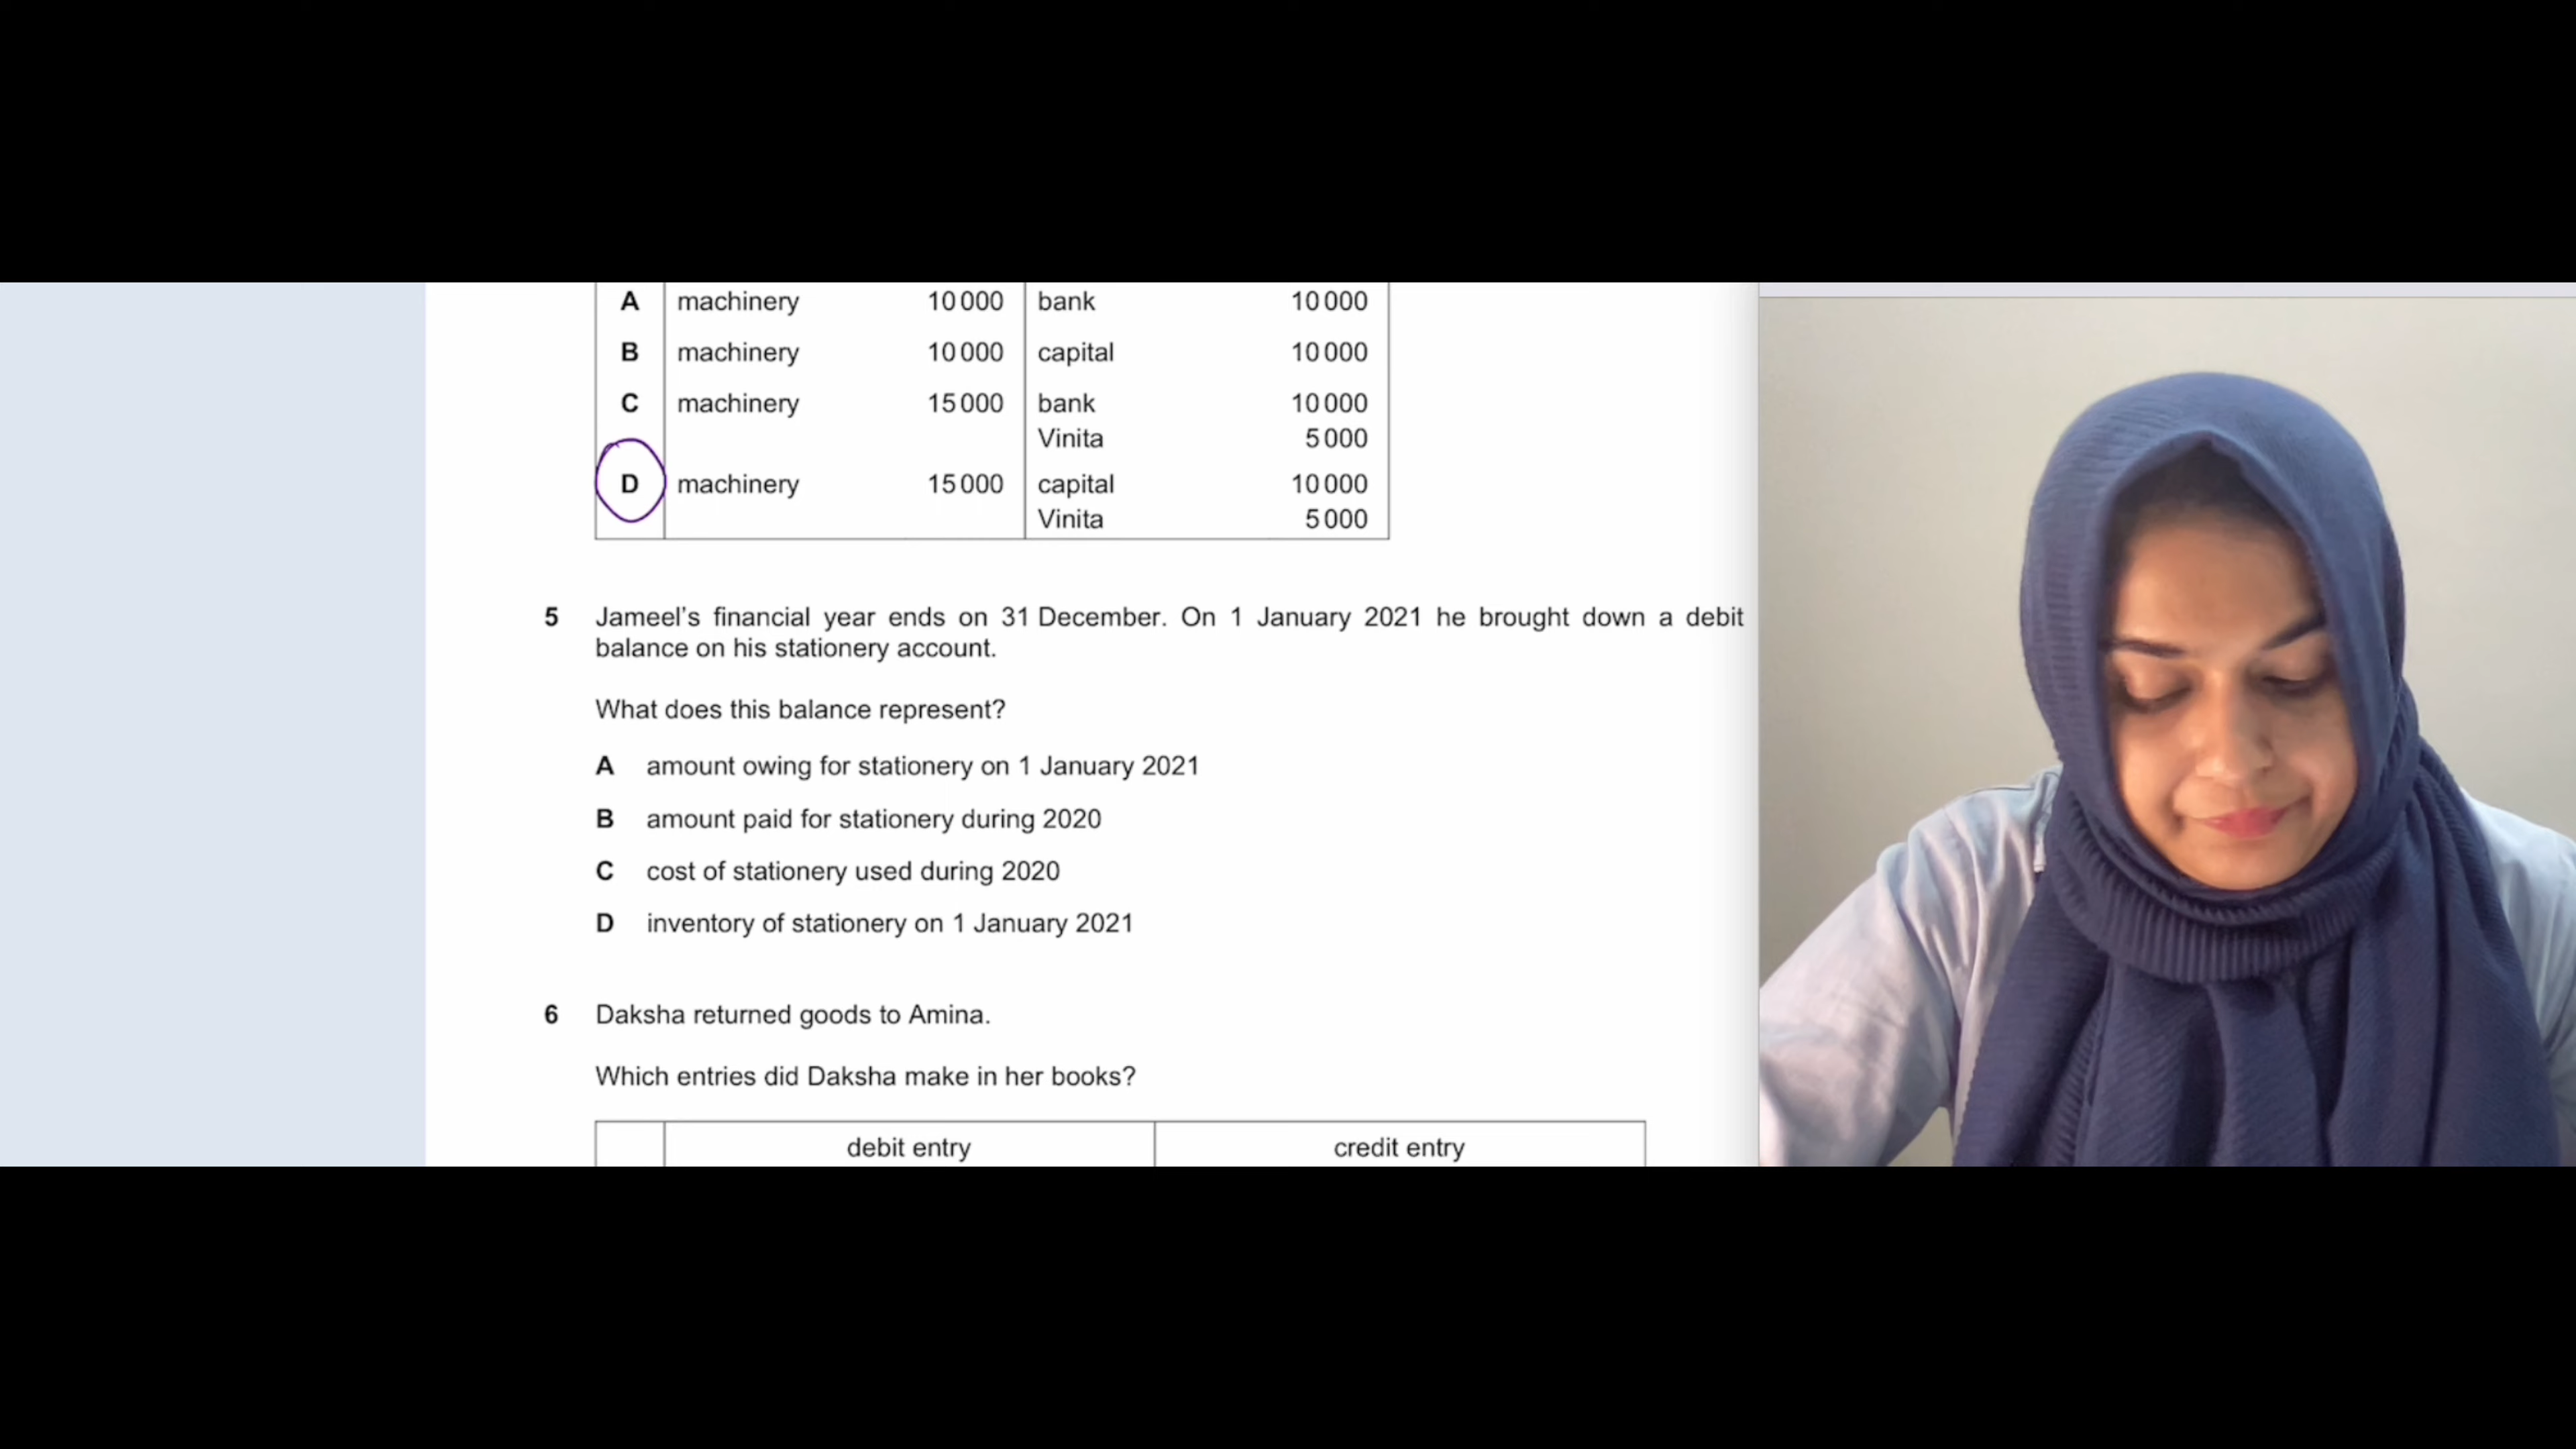 A machinery 10 000 bank 10 000
B machinery 10 000 capital 10 000
C machinery 15 000 bank 10 000
Vinita 5 000
D machinery 15 000 capital 10 000
Vinita 5 000
5 Jameel's financial year ends on 31 December. On 1 January 2021 he brought down a debit
balance on his stationery account.
What does this balance represent?
A amount owing for stationery on 1 January 2021
B amount paid for stationery during 2020
C cost of stationery used during 2020
D inventory of stationery on 1 January 2021
6 Daksha returned goods to Amina.
Which entries did Daksha make in her books?
debit entry credit entry